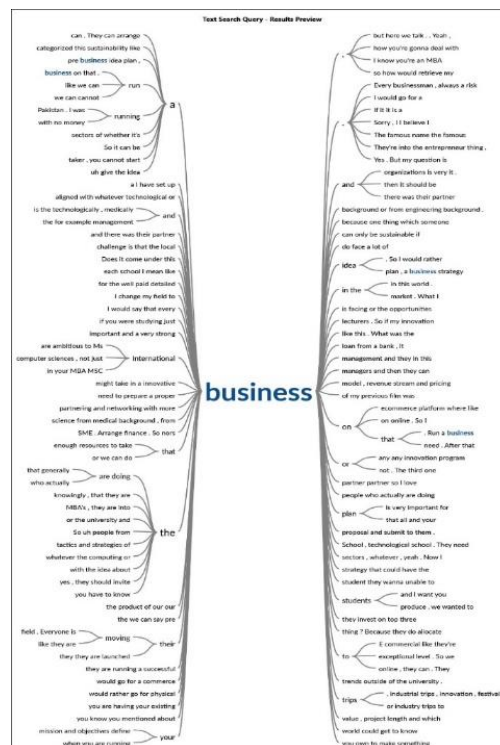 Text Search Query - Results Preview
can . They can arrange
categorized this sustainability like
pre business idea plan ,
business on that .
like we can
we can cannot
run
Pakistan . I was
with no money
running
sectors of whether it's
So it can be
taker , you cannot start
uh give the idea
a
a I have set up
aligned with whatever technological or
is the technologically , medically
the for example management
and
and there was their partner
challenge is that the local
Does it come under this
each school I mean like
for the well paid detailed
I change my field to
I would say that every
if you were studying just
important and a very strong
are ambitious to Ms
computer sciences , not just
in your MBA MSC
International
might take in a innovative
need to prepare a proper
partnering and networking with more
science from medical background , from
SME . Arrange finance . So nors
enough resources to take
or we can do
that
that generally
who actually
are doing
knowingly , that they are
MBA's , they are into
or the university and
So uh people from
tactics and strategies of
whatever the computing or
with the idea about
yes , they should invite
you have to know
the
the product of our our
the we can say pre
field . Everyone is
like they are
moving
they they are launched
their
they are running a successful
would go for a commerce
would rather go for physical
you are having your existing
you know you mentioned about
mission and objectives define
when you are running
your
business
but here we talk . . Yeah ,
how you're gonna deal with
I know you're an MBA
so how would retrieve my
Every businessman , always a risk
I would go for a
If it it is a
Sorry , I I believe I
The famous name the famous
They're into the entrepreneur thing .
Yes . But my question is
and
organizations is very it .
then it should be
there was their partner
background or from engineering background .
because one thing which someone
can only be sustainable if
do face a lot of
idea
. So I would rather
plan , a business strategy
in the
in this world .
market . What I
is facing or the opportunities
lecturers . So if my innovation
like this . What was the
loan from a bank . It
management and they in this
managers and then they can
model , revenue stream and pricing
of my previous film was .
on
ecommerce platform where like
on online . So I
that
. Run a business
need . After that
or
any any innovation program
not . The third one
partner partner so I love
people who actually are doing
plan
is very important for
that all and your
proposal and submit to them .
School , technological school . They need
sectors , whatever , yeah . Now I
strategy that could have the
student they wanna unable to
students
and I want you
produce , we wanted to
they invest on top three
thing ? Because they do allocate
to
E commercial like they're
exceptional level . So we
online , they can . They
trends outside of the university .
trips
, industrial trips , innovation , festival
or industry trips to
value , project length and which
world could get to know
you own to make something